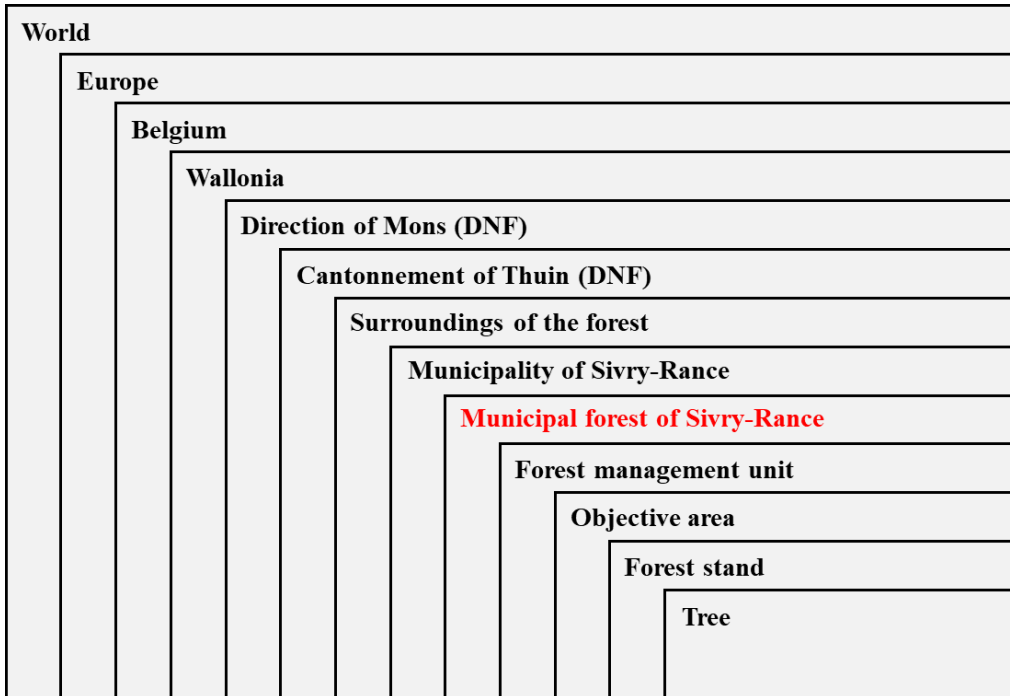 World
Europe
Belgium
Wallonia
Direction of Mons (DNF)
Cantonnement of Thuin (DNF)
Surroundings of the forest
Municipality of Sivry-Rance
Municipal forest of Sivry-Rance
Forest management unit
Objective area
Forest stand
Tree